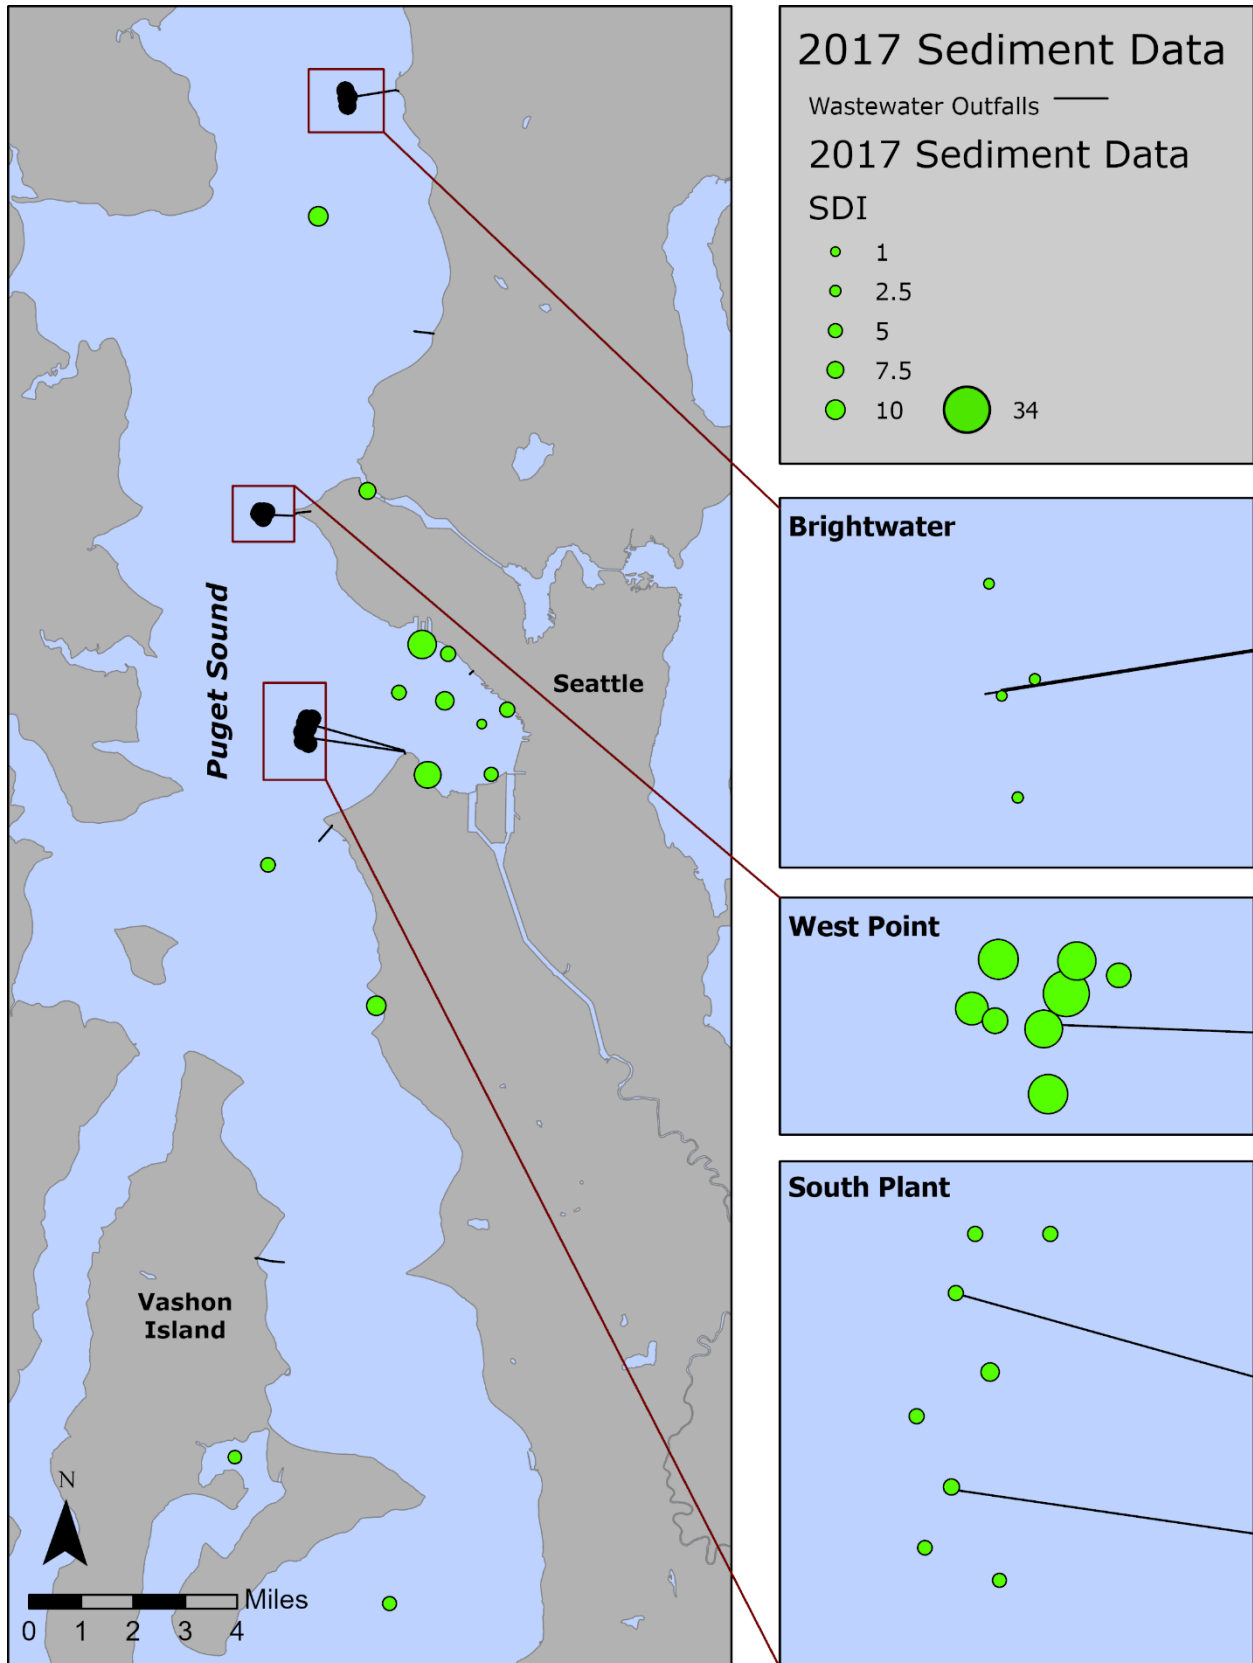 2017 Sediment Data
Wastewater Outfalls
2017 Sediment Data
SDI
1
2.5
5
7.5
10 34
Brightwater
West Point
South Plant
Puget Sound
Seattle
Vashon
Island
N
Miles
0 1 2 3 4